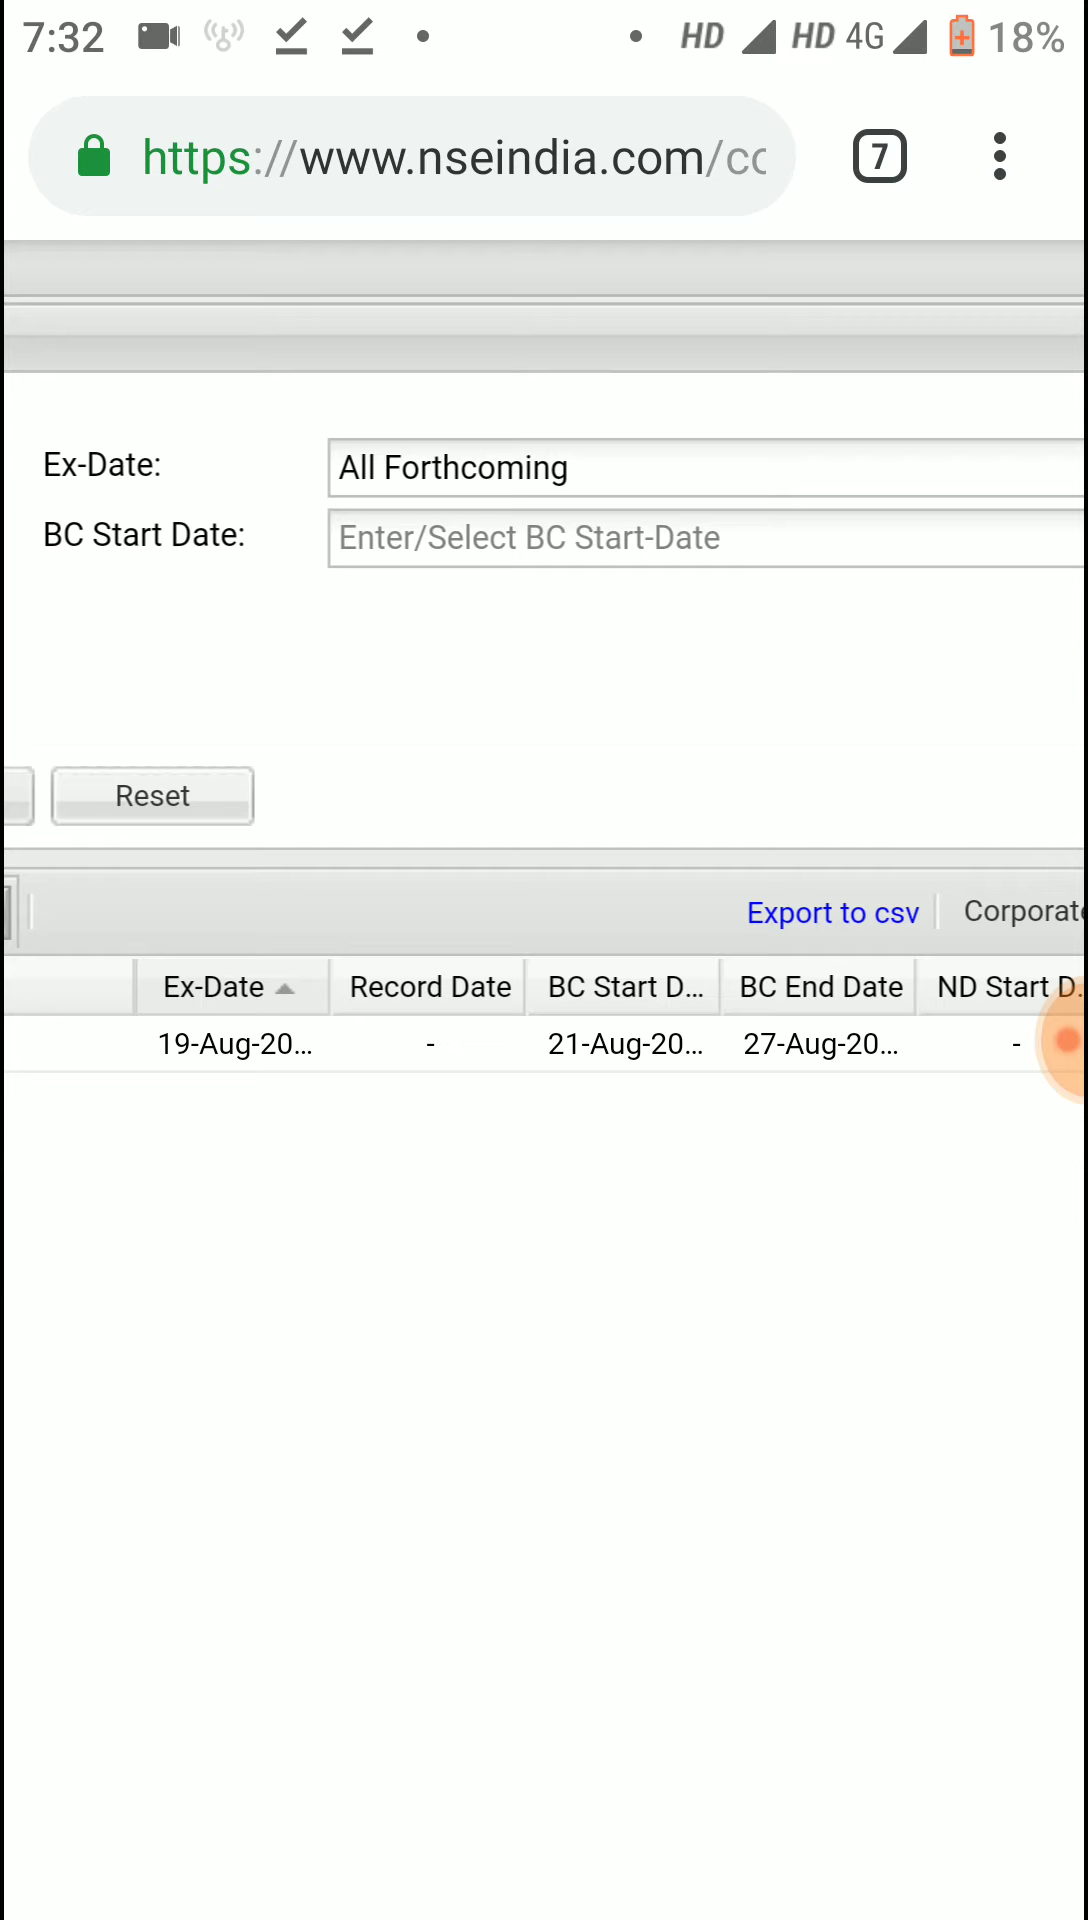 7:32 HD HD 4G 18%
https://www.nseindia.com/cc 7
Ex-Date: All Forthcoming
BC Start Date: Enter/Select BC Start-Date
Reset
Export to csv Corporate
Ex-Date Record Date BC Start D... BC End Date ND Start D.
19-Aug-20... - 21-Aug-20... 27-Aug-20... -